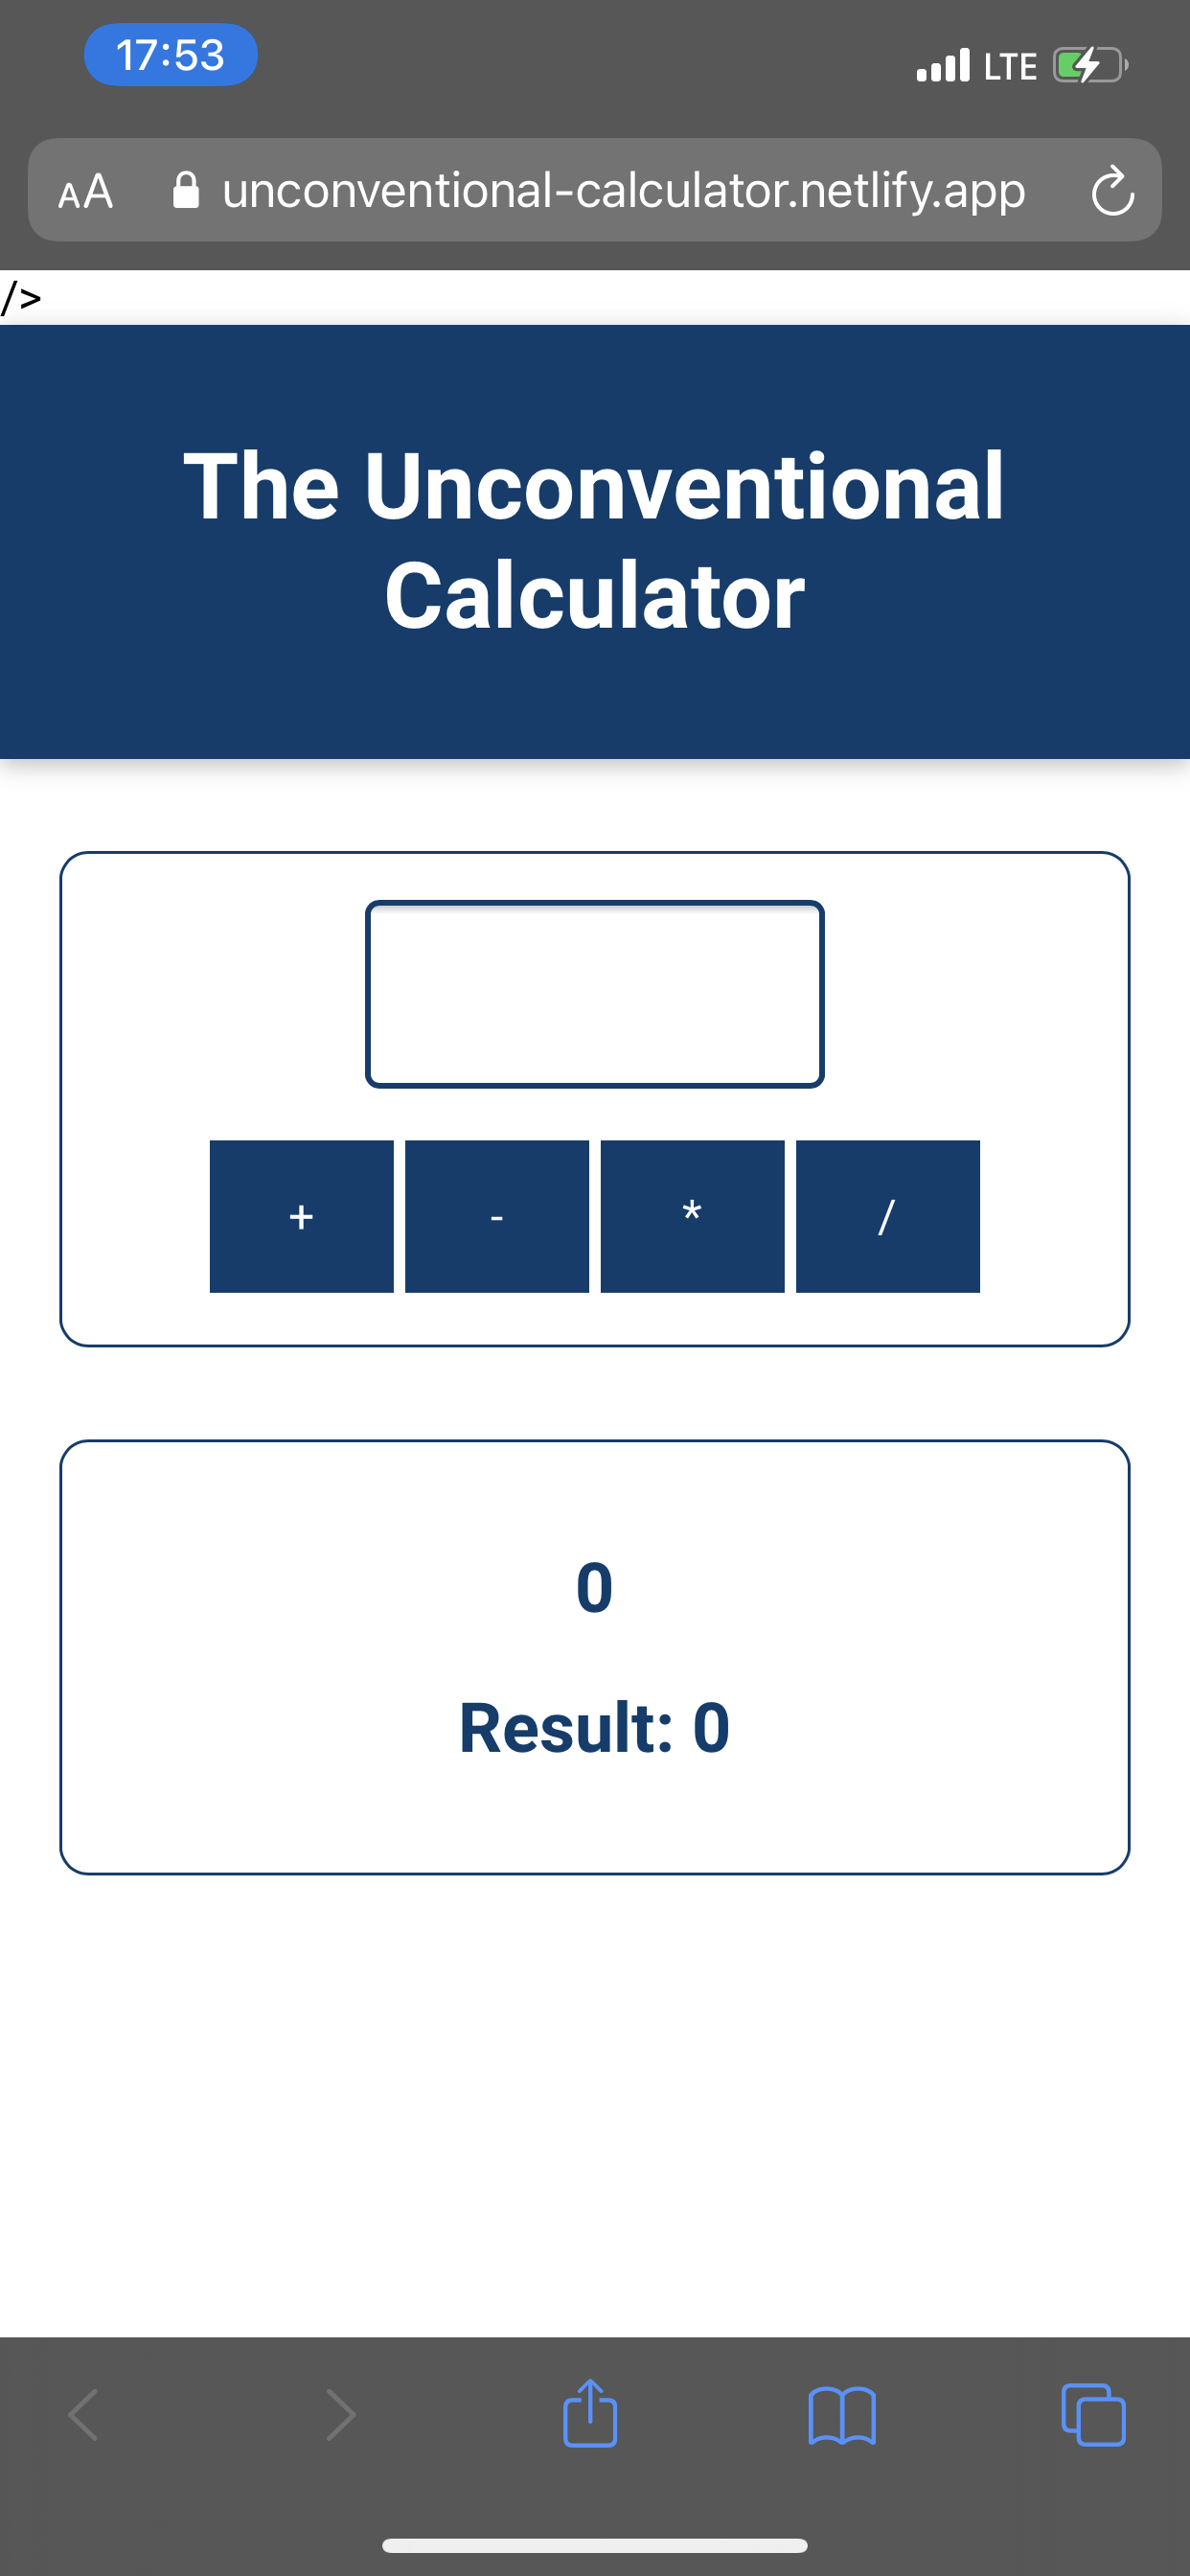 17:53
LTE
AA unconventional-calculator.netlify.app
/>
The Unconventional
Calculator
+ - * /
0
Result: 0